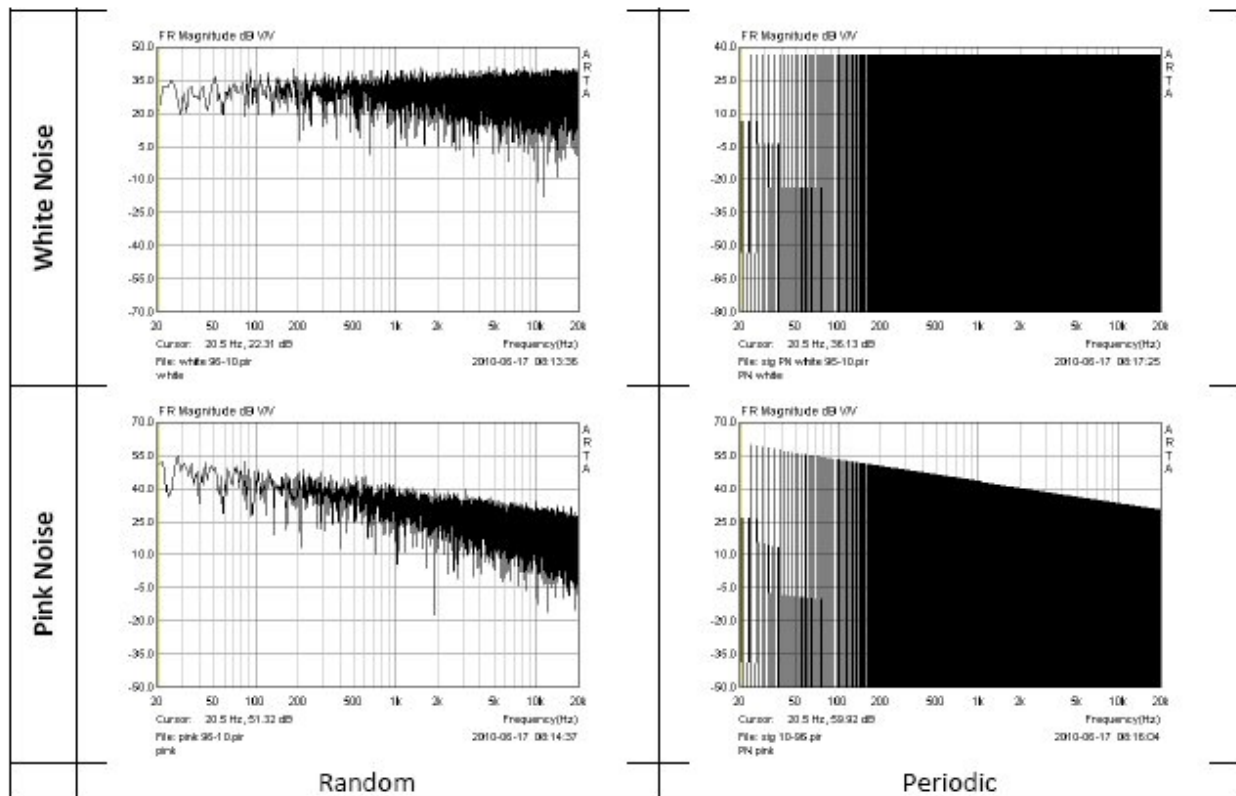 White Noise
FR Magnitude dB V/V
50.0
35.0
20.0
5.0
-10.0
-25.0
-40.0
-55.0
-70.0
A
R
T
A
20 50 100 200 500 1k 2k 5k 10k 20k
Cursor: 20.5 Hz, 22.31 dB Frequency(Hz)
File: white 96-10.pir 2010-06-17 08:13:36
white
FR Magnitude dB V/V
40.0
25.0
10.0
-5.0
-20.0
-35.0
-50.0
-65.0
-80.0
A
R
T
A
20 50 100 200 500 1k 2k 5k 10k 20k
Cursor: 20.5 Hz, 36.13 dB Frequency(Hz)
File: sig PN white 96-10.pir 2010-06-17 08:17:25
PN white
Pink Noise
FR Magnitude dB V/V
70.0
55.0
40.0
25.0
10.0
-5.0
-20.0
-35.0
-50.0
A
R
T
A
20 50 100 200 500 1k 2k 5k 10k 20k
Cursor: 20.5 Hz, 51.32 dB Frequency(Hz)
File: pink 96-10.pir 2010-06-17 08:14:37
pink
FR Magnitude dB V/V
70.0
55.0
40.0
25.0
10.0
-5.0
-20.0
-35.0
-50.0
A
R
T
A
20 50 100 200 500 1k 2k 5k 10k 20k
Cursor: 20.5 Hz, 59.92 dB Frequency(Hz)
File: sig 10-96.pir 2010-06-17 08:16:04
PN pink
Random Periodic